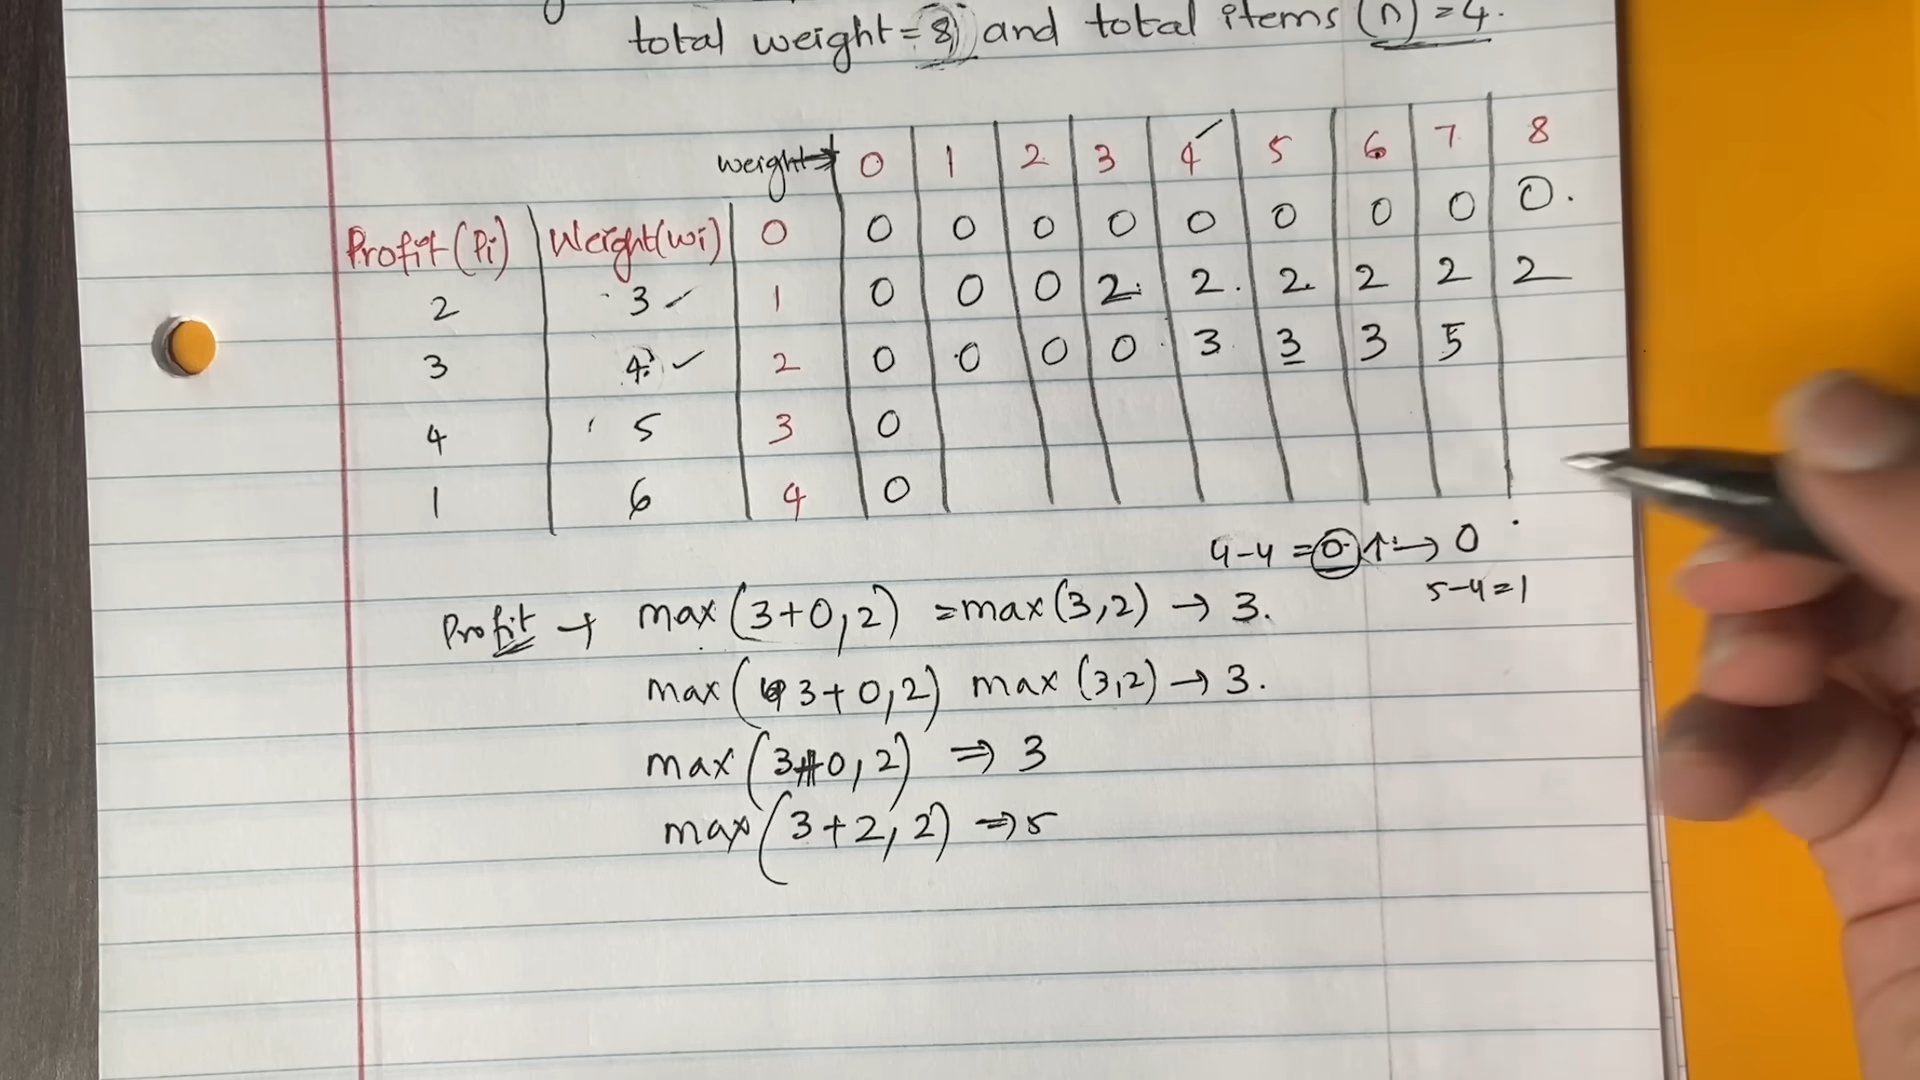 total weight = 8 and total items (n) = 4.
weight→ 0 1 2 3 4 5 6 7 8
Profit (Pi) Weight (wi) 0 0 0 0 0 0 0 0 0 0.
2 3 ✓ 1 0 0 0 2 2. 2. 2 2 2
3 4 ✓ 2 0 0 0 0 3 3 3 5
4 5 3 0
1 6 4 0
4-4 = 0 ↑ → 0
5-4=1
Profit → max (3+0,2) = max (3,2) → 3.
max (3+0,2) max (3,2) → 3.
max (3+0,2) ⇒ 3
max (3+2,2) ⇒ 5